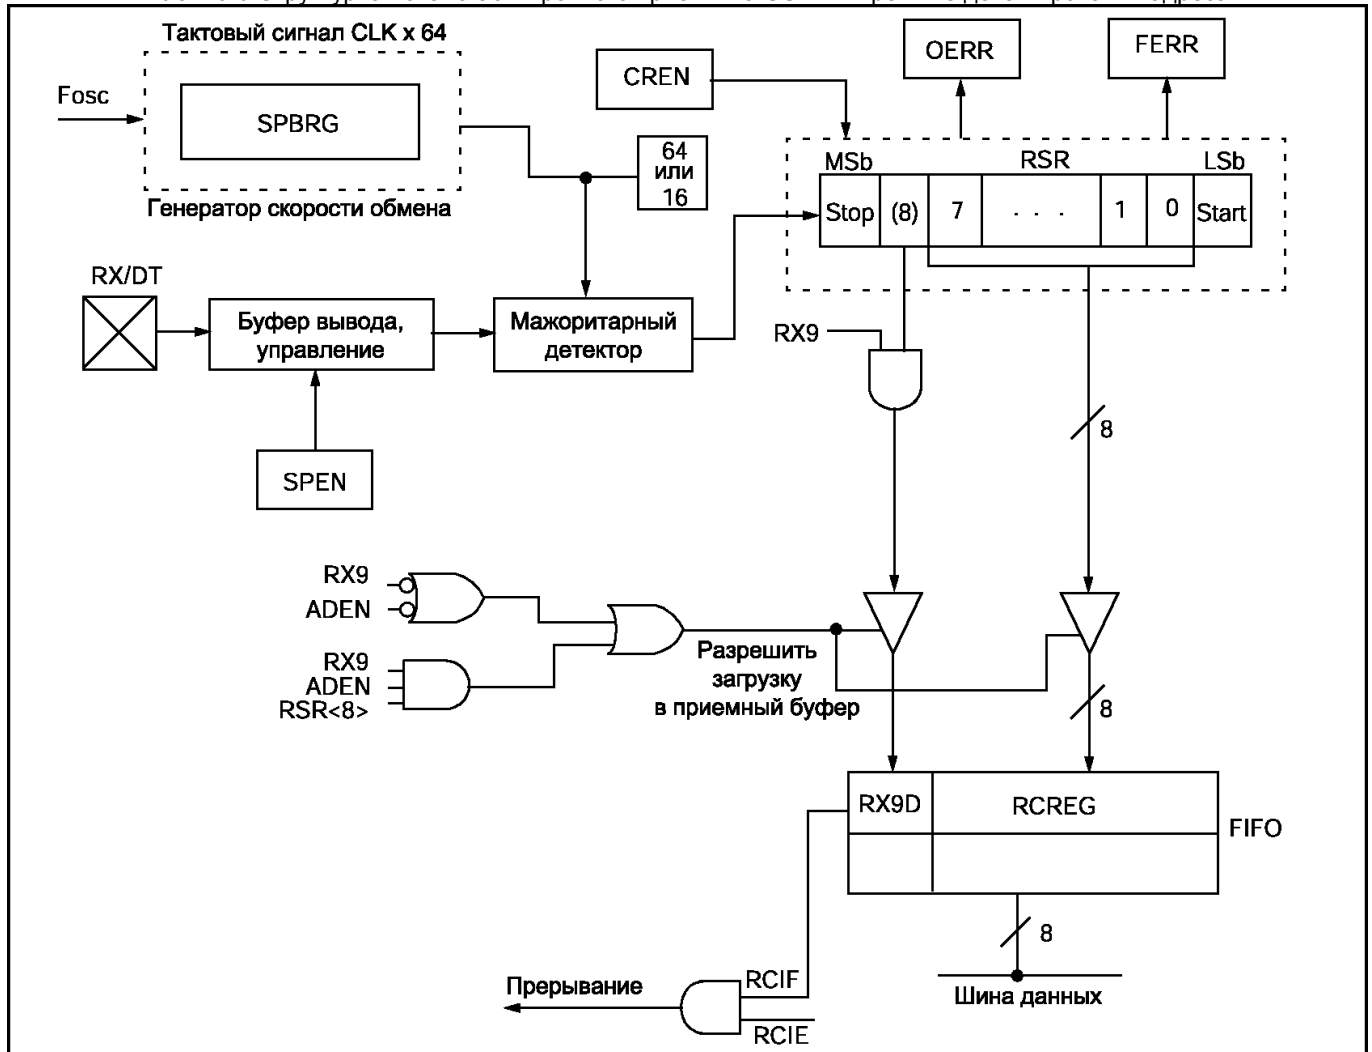 Тактовый сигнал CLK x 64
Fosc
SPBRG
Генератор скорости обмена
CREN
OERR
FERR
64
или
16
MSb
RSR
LSb
Stop
(8)
7
. . .
1
0
Start
RX/DT
Буфер вывода,
управление
Мажоритарный
детектор
RX9
8
SPEN
RX9
ADEN
RX9
ADEN
RSR<8>
Разрешить
загрузку
в приемный буфер
8
RX9D
RCREG
FIFO
8
Прерывание
RCIF
RCIE
Шина данных